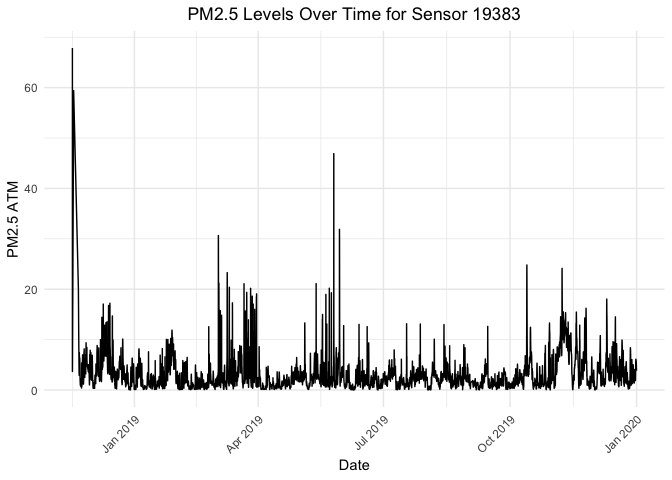 PM2.5 Levels Over Time for Sensor 19383
60
40
20
0
PM2.5 ATM
Jan 2019
Apr 2019
Jul 2019
Oct 2019
Jan 2020
Date